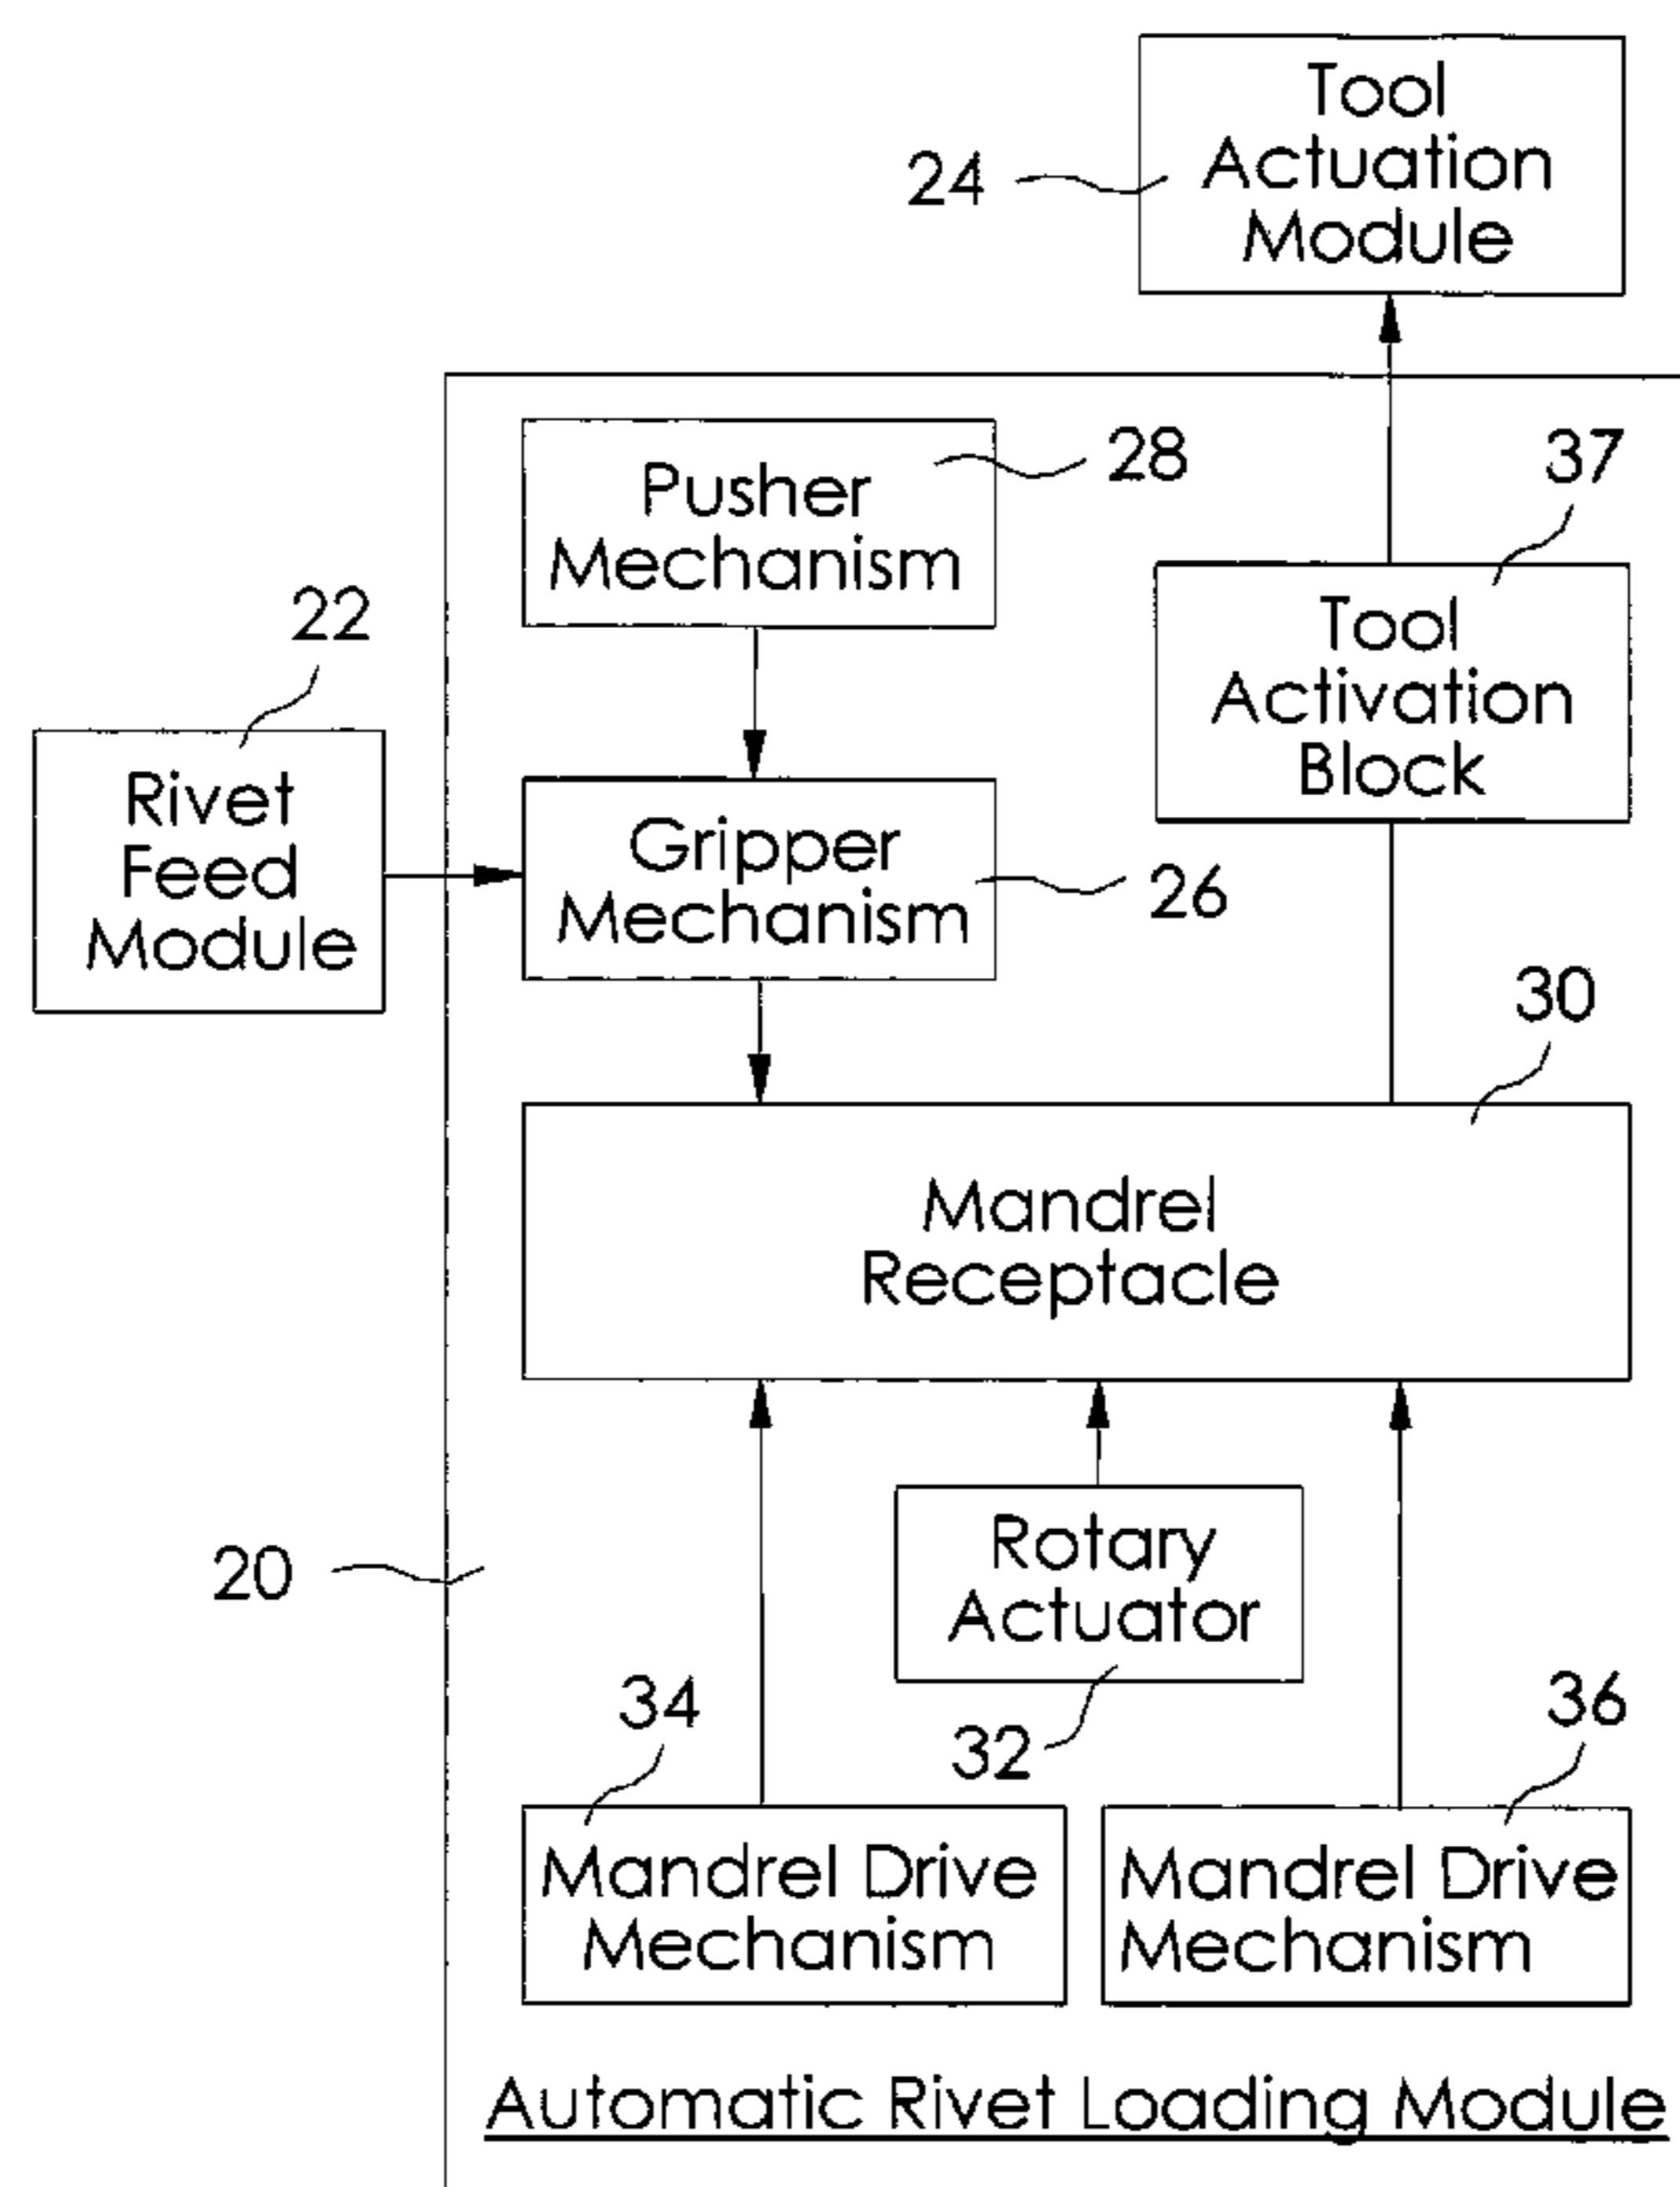 Tool
Actuation
Module
24
Pusher
Mechanism
28
37
Tool
Activation
Block
22
Rivet
Feed
Module
Gripper
Mechanism
26
30
Mandrel
Receptacle
20
Rotary
Actuator
32
34
36
Mandrel Drive
Mechanism
Mandrel Drive
Mechanism
Automatic Rivet Loading Module